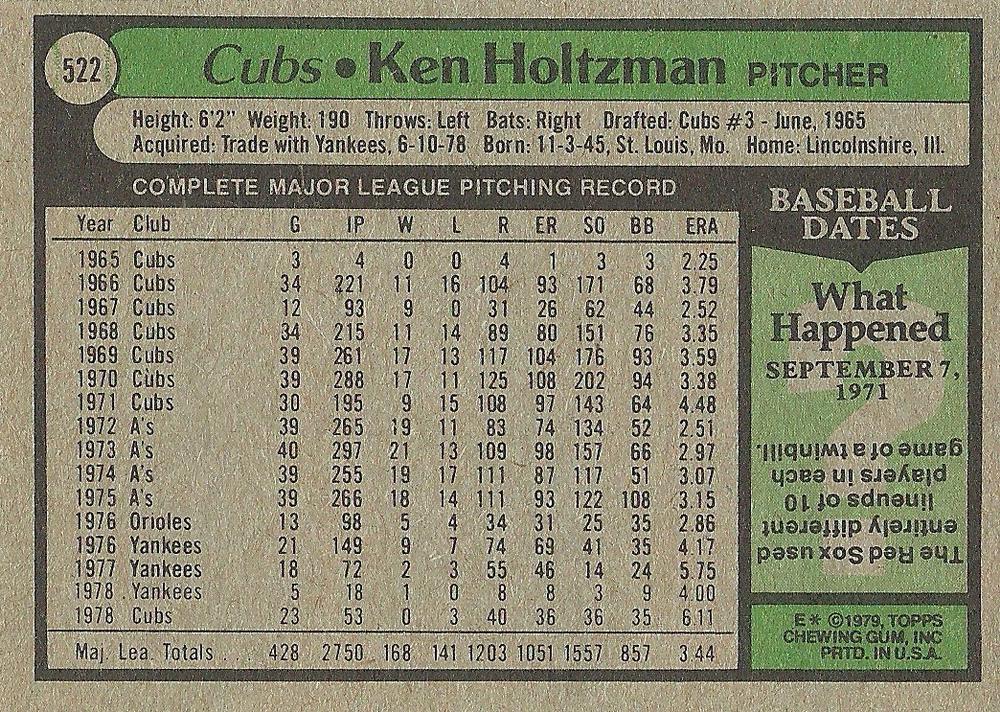 522
Cubs • Ken Holtzman PITCHER
Height: 6'2" Weight: 190 Throws: Left Bats: Right Drafted: Cubs #3 - June, 1965
Acquired: Trade with Yankees, 6-10-78 Born: 11-3-45, St. Louis, Mo. Home: Lincolnshire, Ill.
COMPLETE MAJOR LEAGUE PITCHING RECORD
Year Club G IP W L R ER SO BB ERA
1965 Cubs 3 4 0 0 4 1 3 3 2.25
1966 Cubs 34 221 11 16 104 93 171 68 3.79
1967 Cubs 12 93 9 0 31 26 62 44 2.52
1968 Cubs 34 215 11 14 89 80 151 76 3.35
1969 Cubs 39 261 17 13 117 104 176 93 3.59
1970 Cubs 39 288 17 11 125 108 202 94 3.38
1971 Cubs 30 195 9 15 108 97 143 64 4.48
1972 A's 39 265 19 11 83 74 134 52 2.51
1973 A's 40 297 21 13 109 98 157 66 2.97
1974 A's 39 255 19 17 111 87 117 51 3.07
1975 A's 39 266 18 14 111 93 122 108 3.15
1976 Orioles 13 98 5 4 34 31 25 35 2.86
1976 Yankees 21 149 9 7 74 69 41 35 4.17
1977 Yankees 18 72 2 3 55 46 14 24 5.75
1978 Yankees 5 18 1 0 8 8 3 9 4.00
1978 Cubs 23 53 0 3 40 36 36 35 6.11
Maj. Lea. Totals 428 2750 168 141 1203 1051 1557 857 3.44
BASEBALL
DATES
What
Happened
SEPTEMBER 7,
1971
The Red Sox used
entirely different
lineups of 10
players in each
game of a twinbill.
E* ©1979, TOPPS
CHEWING GUM, INC
PRTD. IN U.S.A.